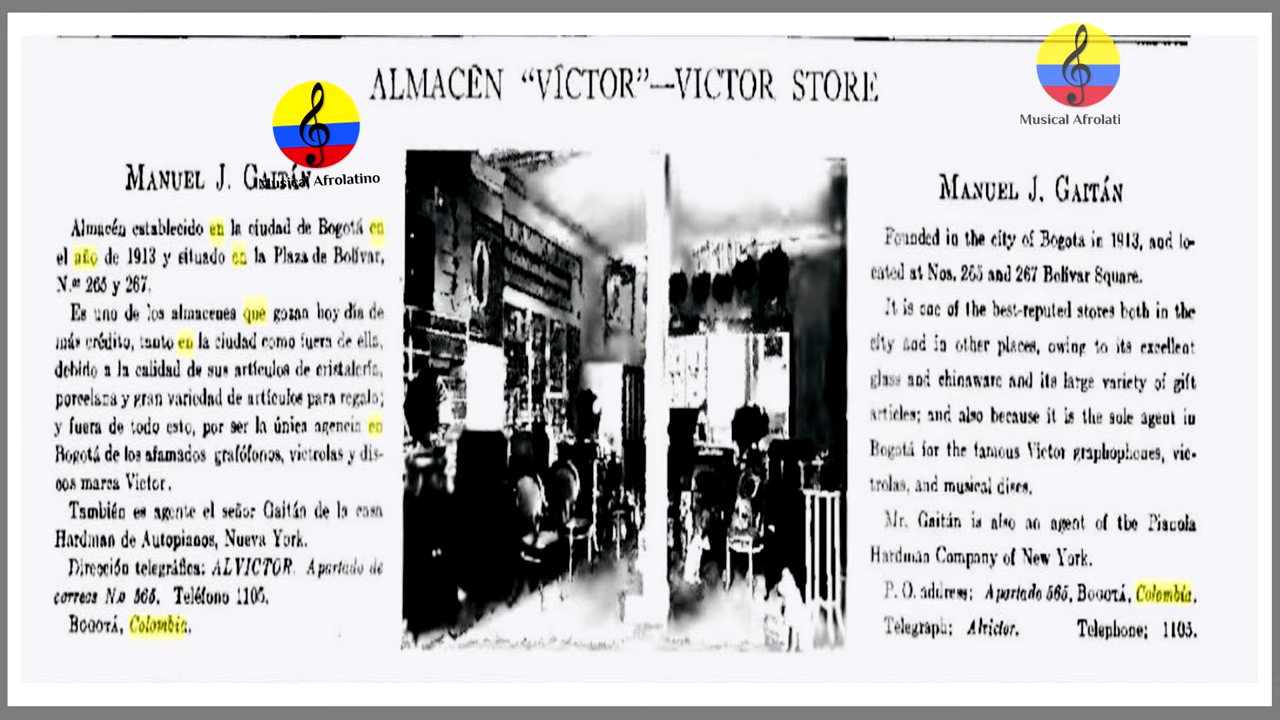 ALMACÉN “VÍCTOR”—VICTOR STORE
Musical Afrolati
Musical Afrolatino
MANUEL J. GAITÁN
Almacén establecido en la ciudad de Bogotá en
el año de 1913 y situado en la Plaza de Bolívar,
N.os 265 y 267.
Es uno de los almacenes que gozan hoy día de
más crédito, tanto en la ciudad como fuera de ella,
debido a la calidad de sus artículos de cristalería,
porcelana y gran variedad de artículos para regalo;
y fuera de todo esto, por ser la única agencia en
Bogotá de los afamados grafófonos, victrolas y dis-
cos marca Victor.
También es agente el señor Gaitán de la casa
Hardman de Autopianos, Nueva York.
Dirección telegráfica: ALVICTOR. Apartado de
correos N.o 565. Teléfono 1105.
BOGOTÁ, Colombia.
MANUEL J. GAITÁN
Founded in the city of Bogota in 1913, and lo-
cated at Nos. 265 and 267 Bolívar Square.
It is one of the best-reputed stores both in the
city and in other places, owing to its excellent
glass and chinaware and its large variety of gift
articles; and also because it is the sole agent in
Bogotá for the famous Victor graphophones, vic-
trolas, and musical discs.
Mr. Gaitán is also an agent of the Piacola
Hardman Company of New York.
P. O. address: Apartado 565, BOGOTÁ, Colombia.
Telegraph: Alvictor. Telephone: 1105.